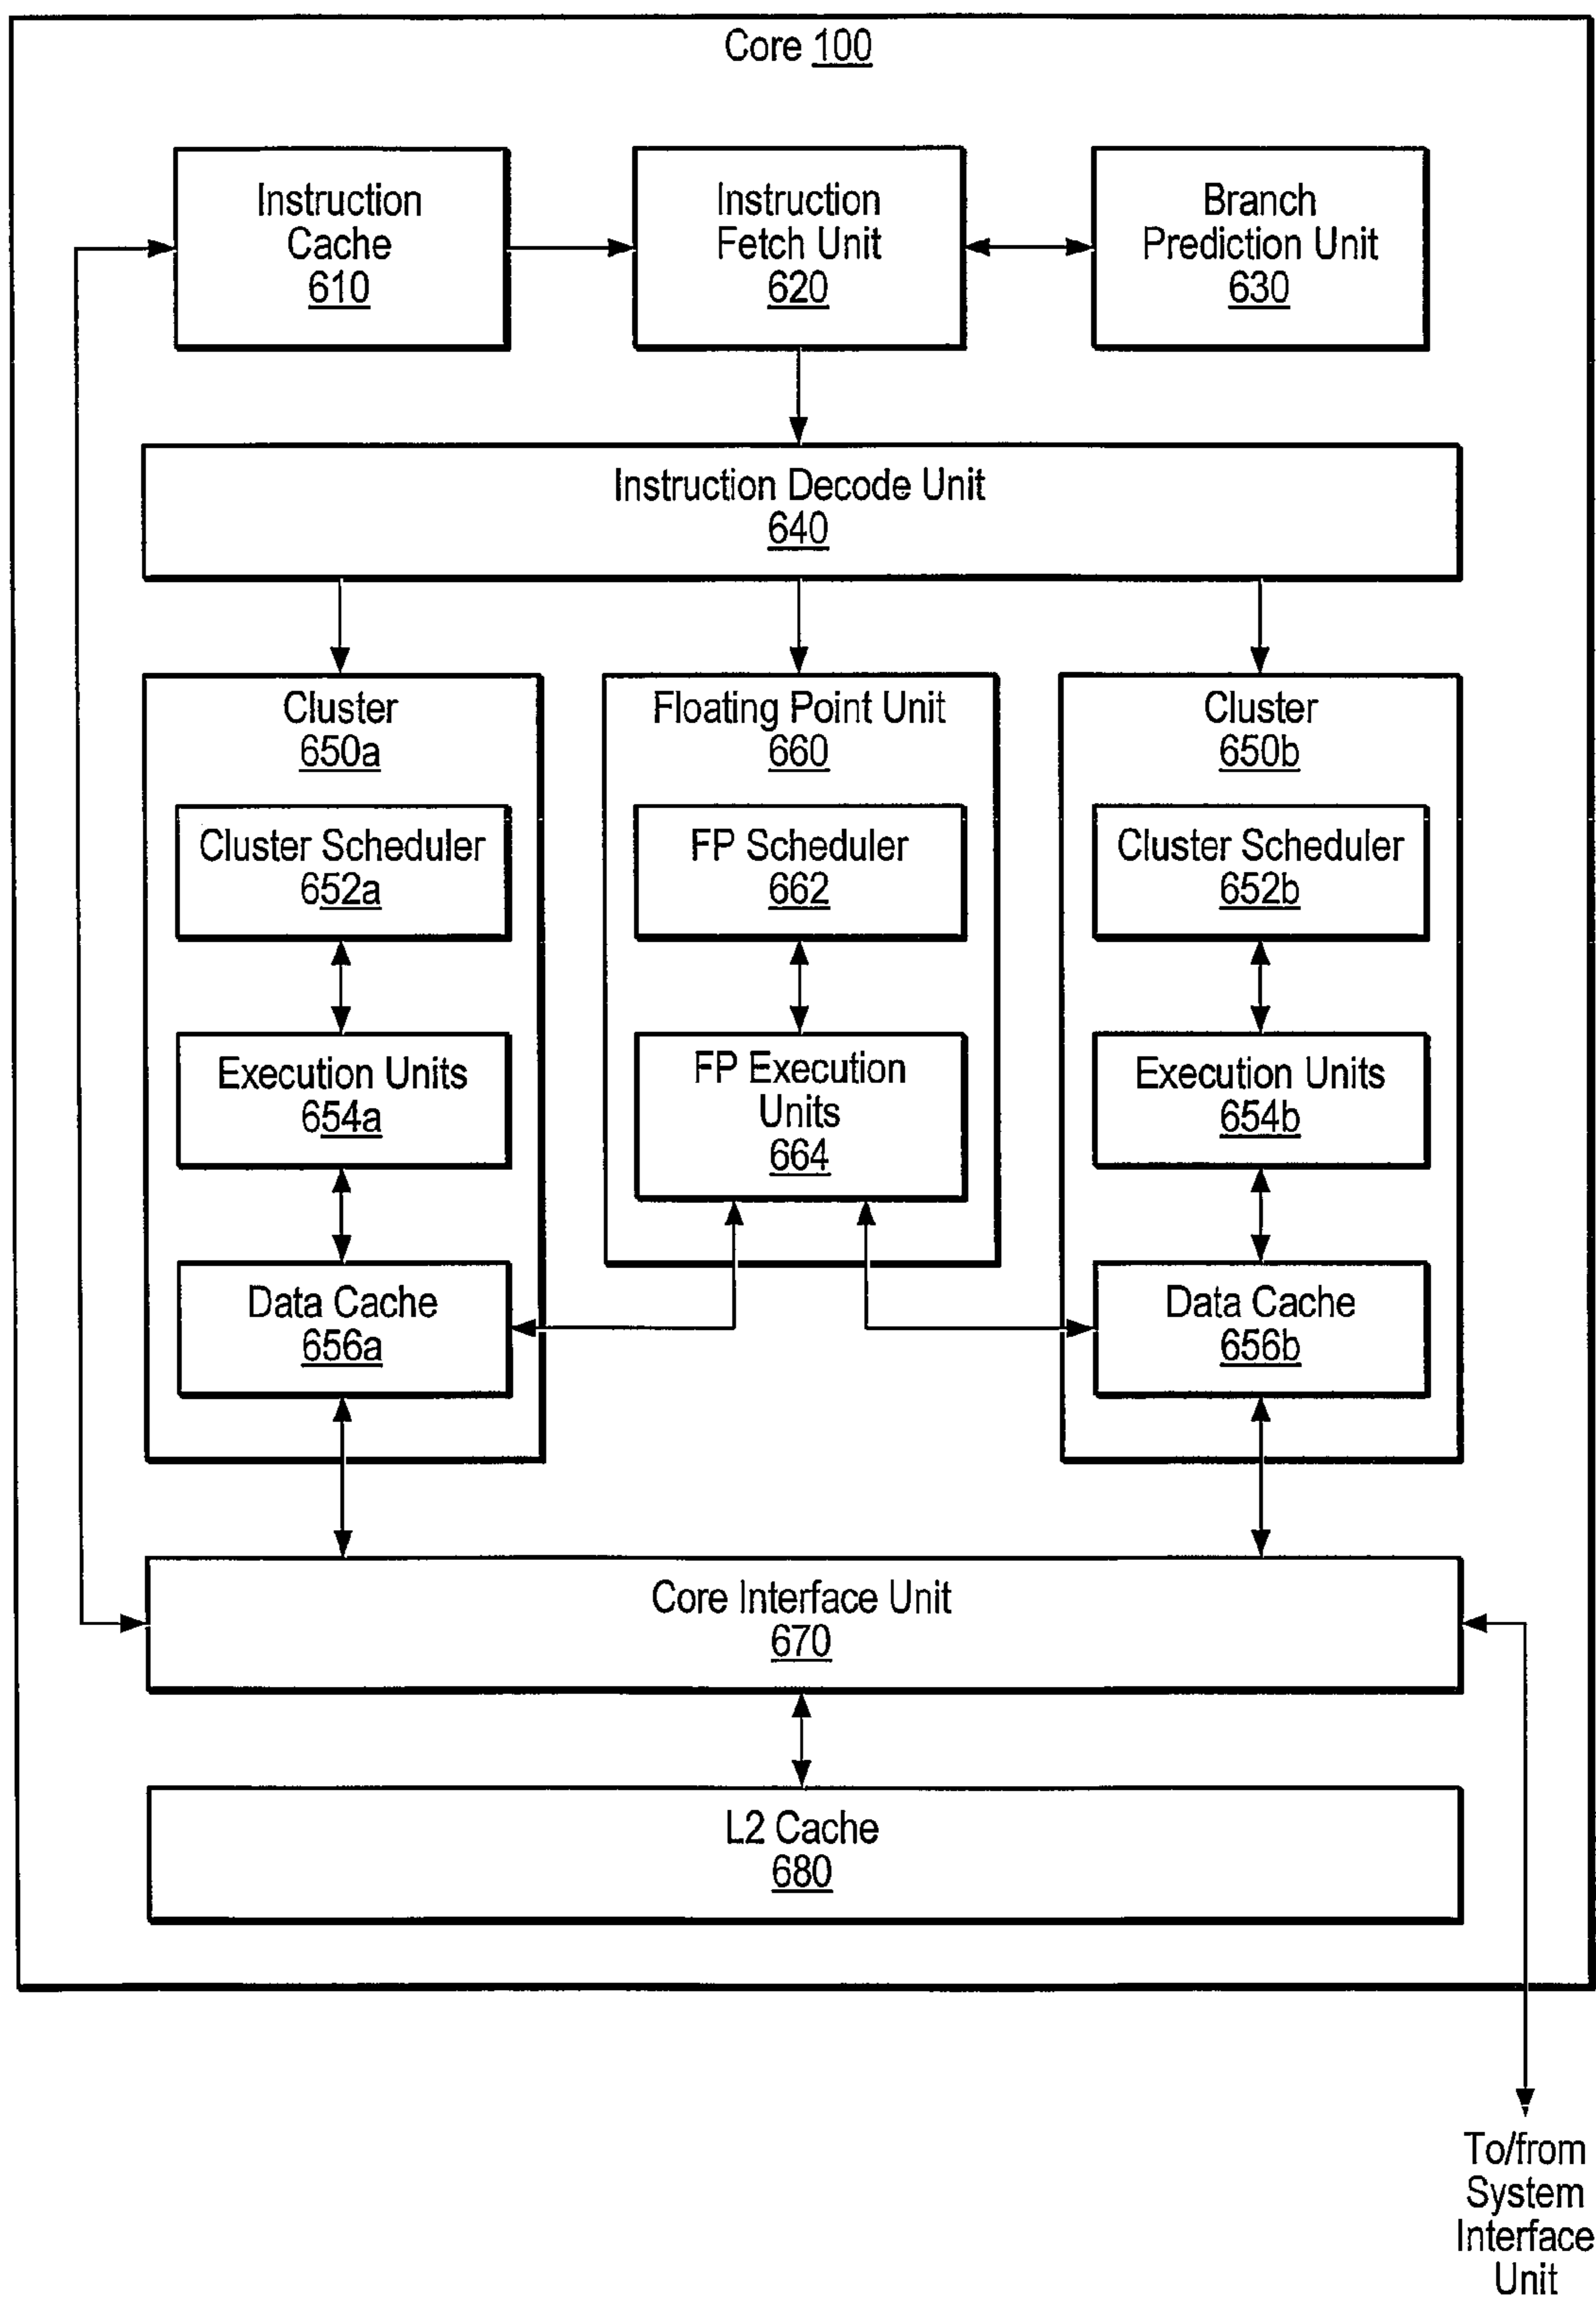 Core 100
Instruction
Cache
610
Instruction
Fetch Unit
620
Branch
Prediction Unit
630
Instruction Decode Unit
640
Cluster
650a
Cluster Scheduler
652a
Execution Units
654a
Data Cache
656a
Floating Point Unit
660
FP Scheduler
662
FP Execution
Units
664
Cluster
650b
Cluster Scheduler
652b
Execution Units
654b
Data Cache
656b
Core Interface Unit
670
L2 Cache
680
To/from
System
Interface
Unit